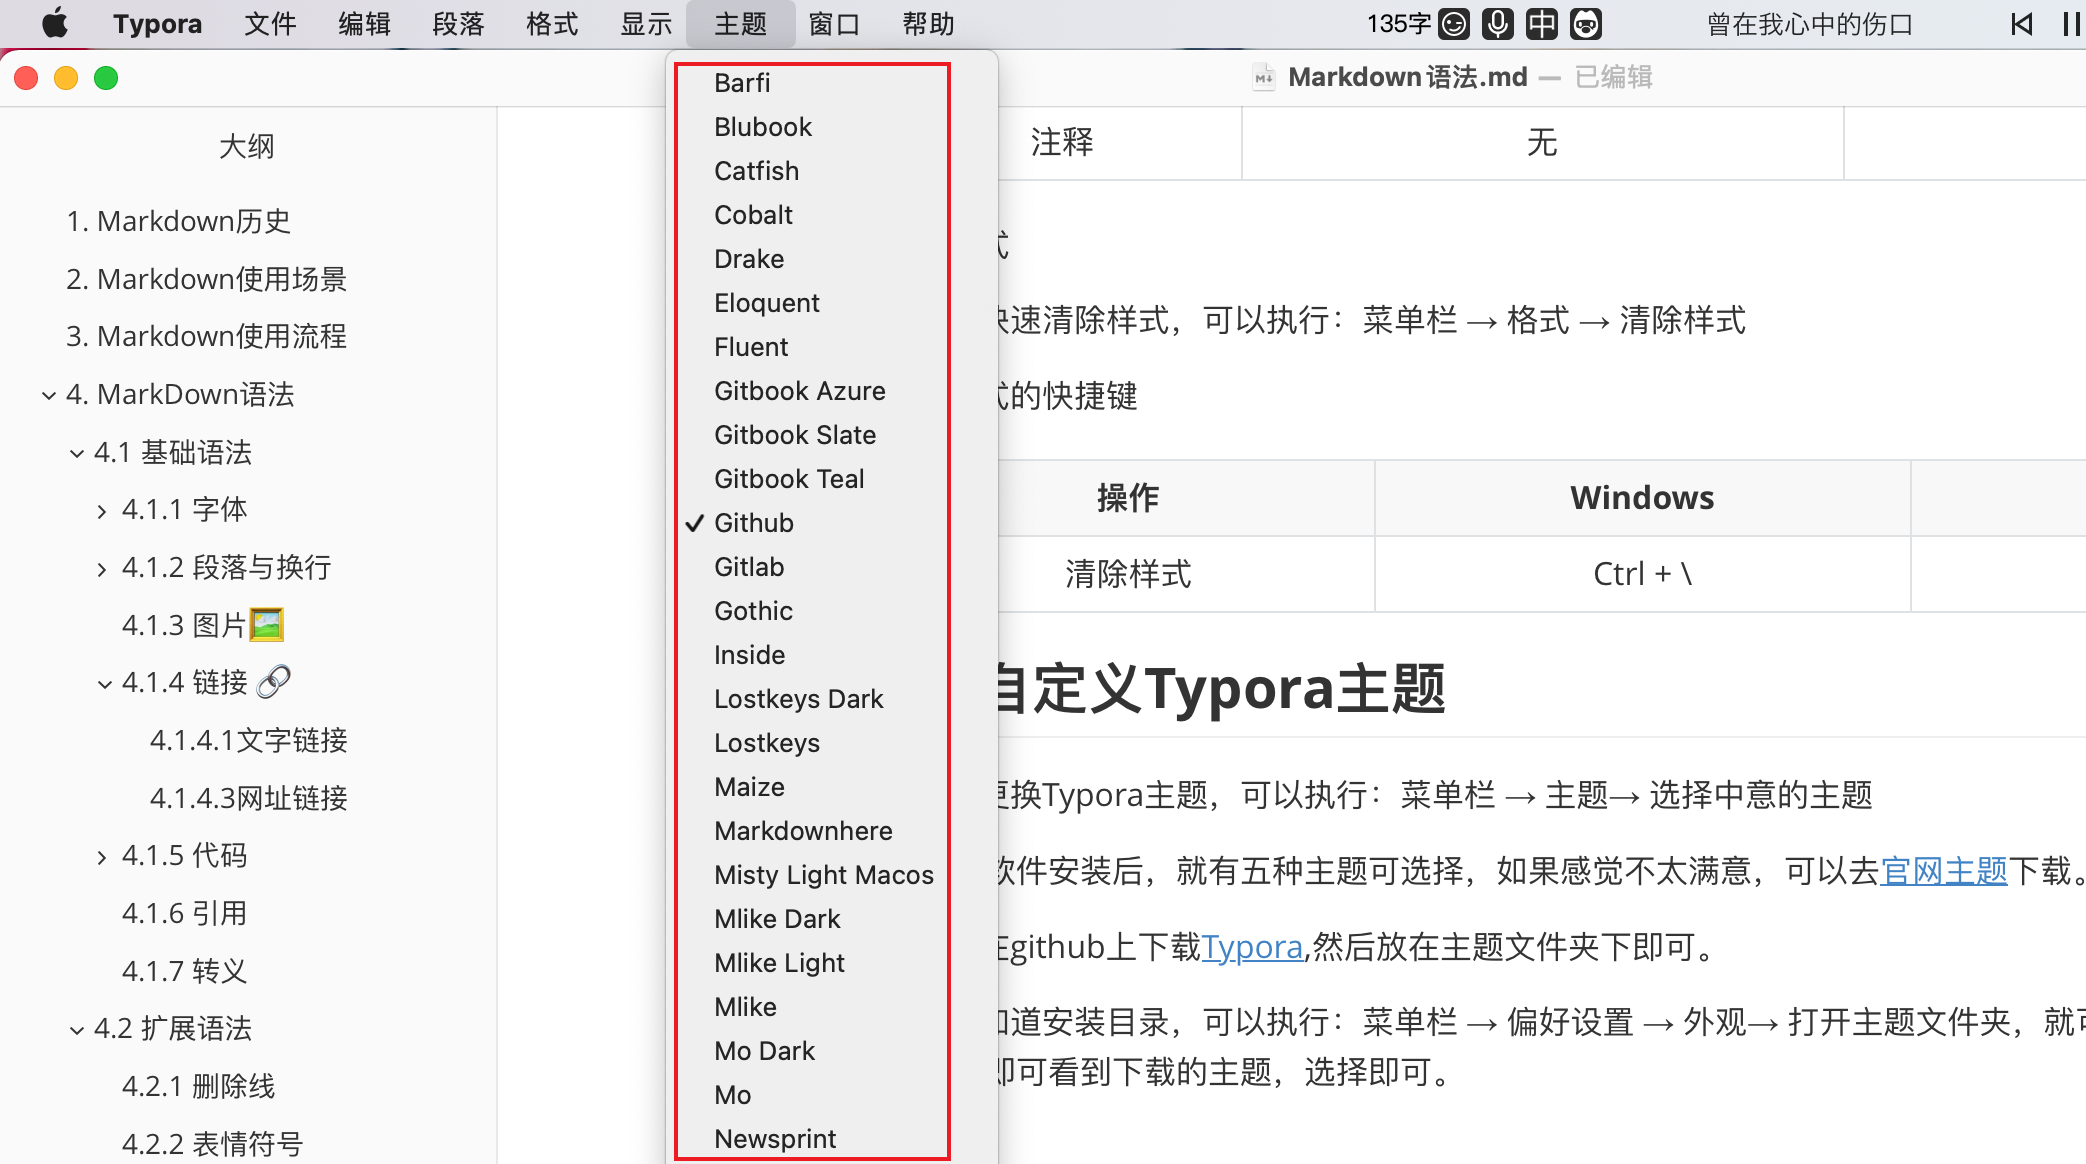 Typora 文件 编辑 段落 格式 显示 主题 窗口 帮助 135字 中 曾在我心中的伤口
Markdown语法.md — 已编辑
大纲
1. Markdown历史
2. Markdown使用场景
3. Markdown使用流程
4. MarkDown语法
4.1 基础语法
4.1.1 字体
4.1.2 段落与换行
4.1.3 图片🖼️
4.1.4 链接 🔗
4.1.4.1文字链接
4.1.4.3网址链接
4.1.5 代码
4.1.6 引用
4.1.7 转义
4.2 扩展语法
4.2.1 删除线
4.2.2 表情符号
Barfi
Blubook
Catfish
Cobalt
Drake
Eloquent
Fluent
Gitbook Azure
Gitbook Slate
Gitbook Teal
✓ Github
Gitlab
Gothic
Inside
Lostkeys Dark
Lostkeys
Maize
Markdownhere
Misty Light Macos
Mlike Dark
Mlike Light
Mlike
Mo Dark
Mo
Newsprint
注释 无
式
快速清除样式，可以执行：菜单栏 → 格式 → 清除样式
式的快捷键
操作 Windows
清除样式 Ctrl + \
自定义Typora主题
更换Typora主题，可以执行：菜单栏 → 主题→ 选择中意的主题
软件安装后，就有五种主题可选择，如果感觉不太满意，可以去官网主题下载。
在github上下载Typora,然后放在主题文件夹下即可。
知道安装目录，可以执行：菜单栏 → 偏好设置 → 外观→ 打开主题文件夹，就可
即可看到下载的主题，选择即可。